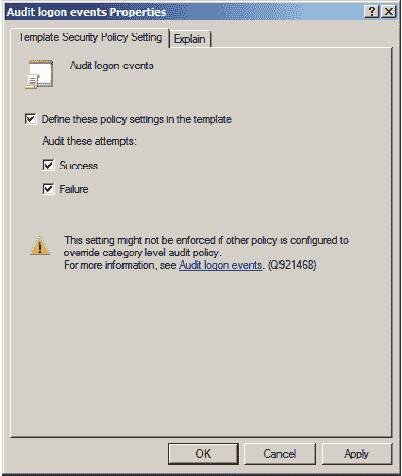 Audit logon events Properties
Template Security Policy Setting
Explain
Audit logon events
Define these policy settings in the template
Audit these attempts:
Success
Failure
This setting might not be enforced if other policy is configured to
override category level audit policy.
For more information, see Audit logon events. (Q921468)
OK
Cancel
Apply